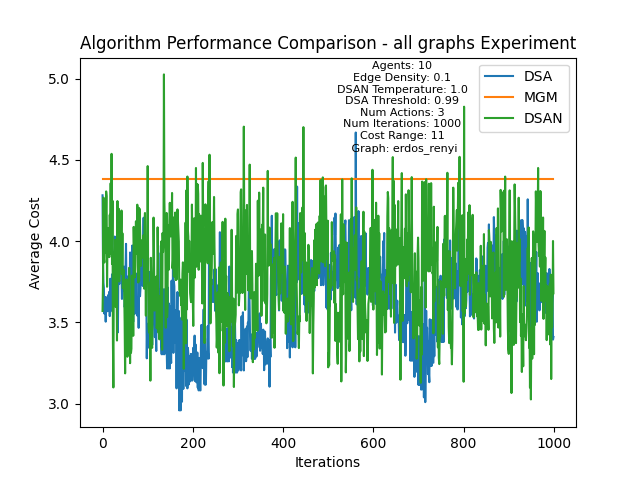 Algorithm Performance Comparison - all graphs Experiment
Agents: 10
Edge Density: 0.1
DSAN Temperature: 1.0
DSA Threshold: 0.99
Num Actions: 3
Num Iterations: 1000
Cost Range: 11
Graph: erdos_renyi
DSA
MGM
DSAN
Average Cost
5.0
4.5
4.0
3.5
3.0
0
200
400
600
800
1000
Iterations